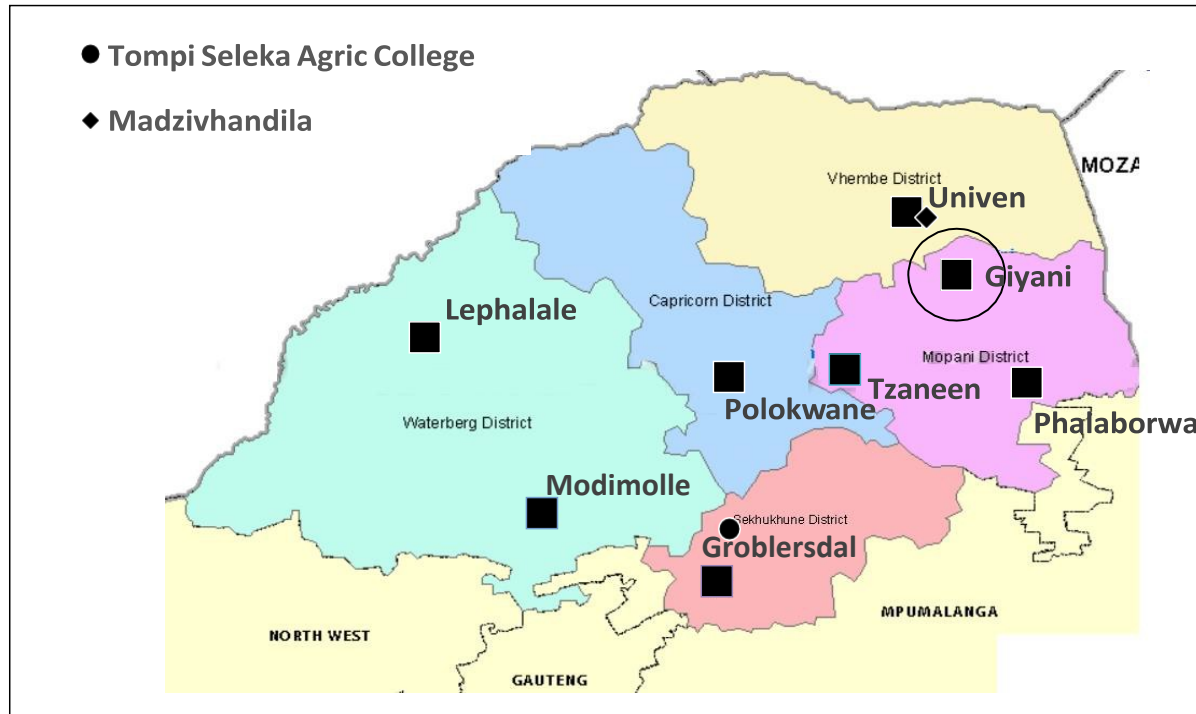 Tompi Seleka Agric College
Madzivhandila
MOZA
Vhembe District
Univen
Giyani
Lephalale
Capricorn District
Mopani District
Tzaneen
Polokwane
Phalaborwa
Waterberg District
Modimolle
Sekhukhune District
Groblersdal
MPUMALANGA
NORTH WEST
GAUTENG